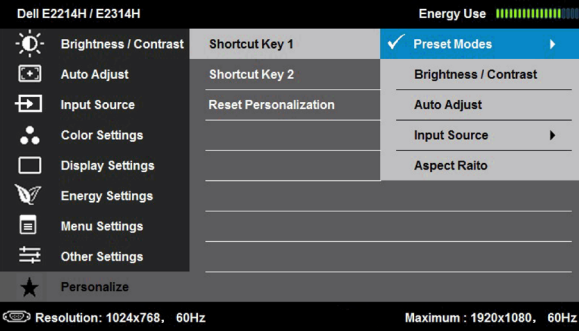 Dell E2214H / E2314H Energy Use
Brightness / Contrast Shortcut Key 1 Preset Modes
Auto Adjust Shortcut Key 2 Brightness / Contrast
Input Source Reset Personalization Auto Adjust
Color Settings Input Source
Display Settings Aspect Raito
Energy Settings
Menu Settings
Other Settings
Personalize
Resolution: 1024x768, 60Hz Maximum : 1920x1080, 60Hz